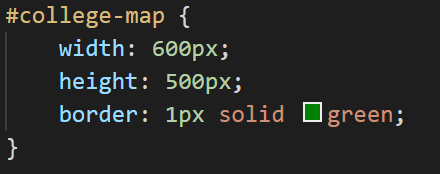 #college-map {
    width: 600px;
    height: 500px;
    border: 1px solid green;
}